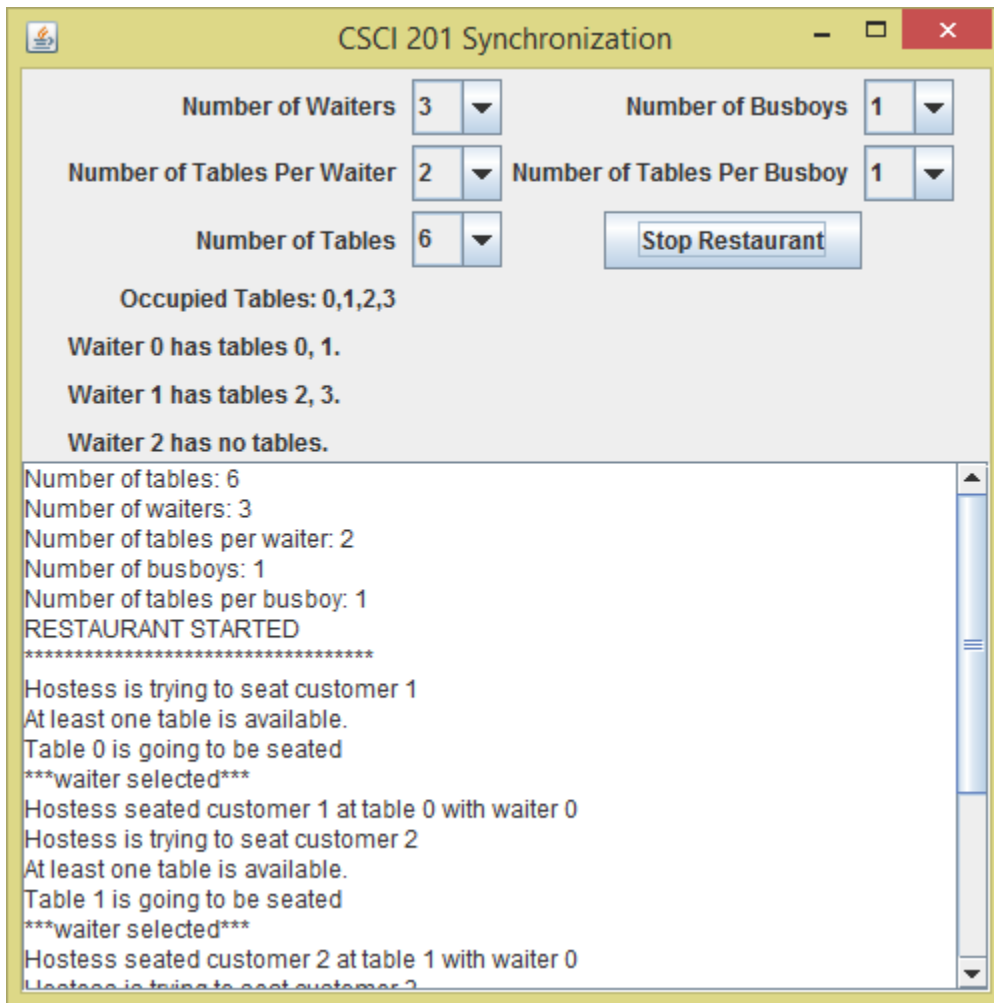 CSCI 201 Synchronization
Number of Waiters 3 Number of Busboys 1
Number of Tables Per Waiter 2 Number of Tables Per Busboy 1
Number of Tables 6 Stop Restaurant
Occupied Tables: 0,1,2,3
Waiter 0 has tables 0, 1.
Waiter 1 has tables 2, 3.
Waiter 2 has no tables.
Number of tables: 6
Number of waiters: 3
Number of tables per waiter: 2
Number of busboys: 1
Number of tables per busboy: 1
RESTAURANT STARTED
***********************************
Hostess is trying to seat customer 1
At least one table is available.
Table 0 is going to be seated
***waiter selected***
Hostess seated customer 1 at table 0 with waiter 0
Hostess is trying to seat customer 2
At least one table is available.
Table 1 is going to be seated
***waiter selected***
Hostess seated customer 2 at table 1 with waiter 0
Hostess is trying to seat customer